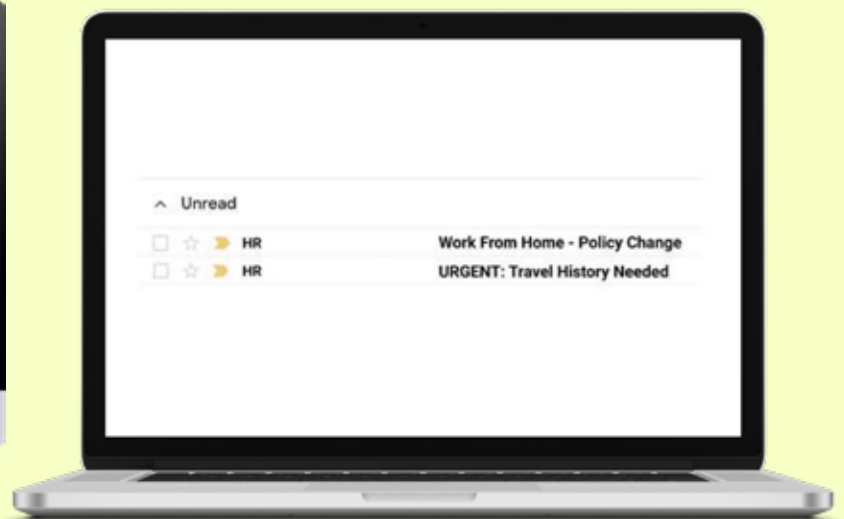 Unread
HR Work From Home - Policy Change
HR URGENT: Travel History Needed